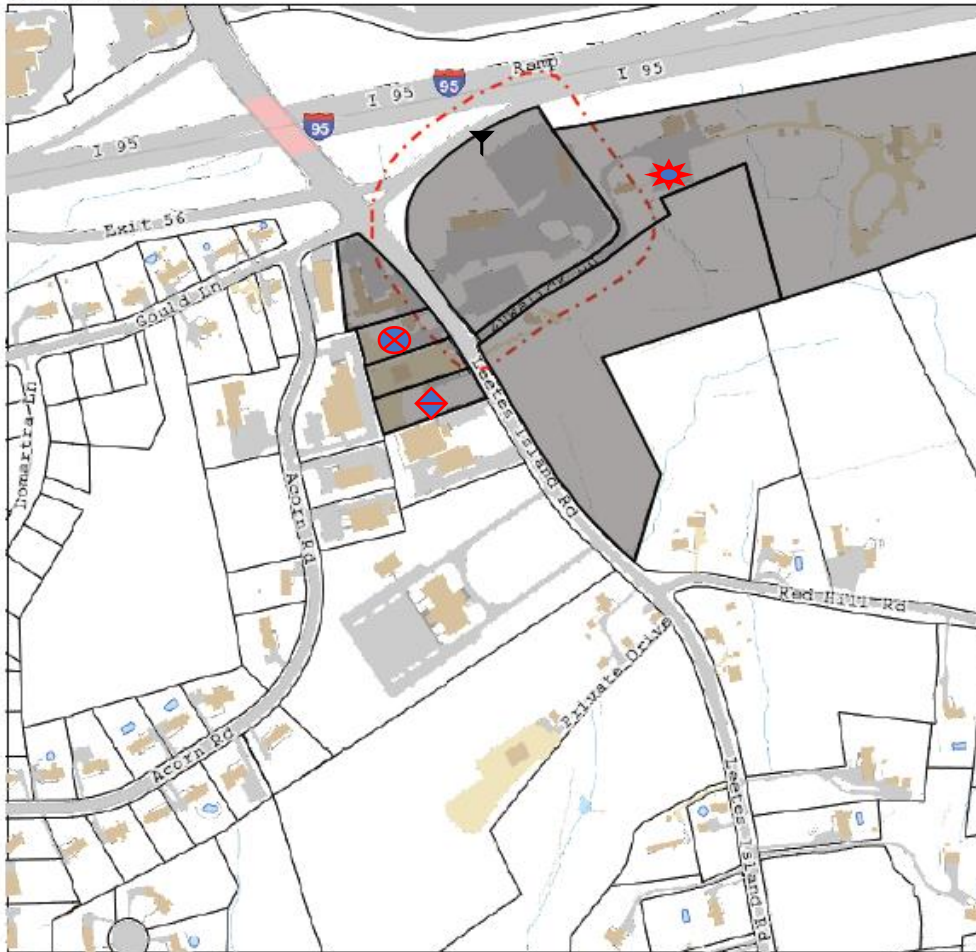 Ramp
I 95
95
I 95
95
I 95
Exit 56
Gould Ln
Leetes Island Rd
Acorn Rd
Red Hill Rd
Private Drive
Acorn Rd
Leetes Island Rd